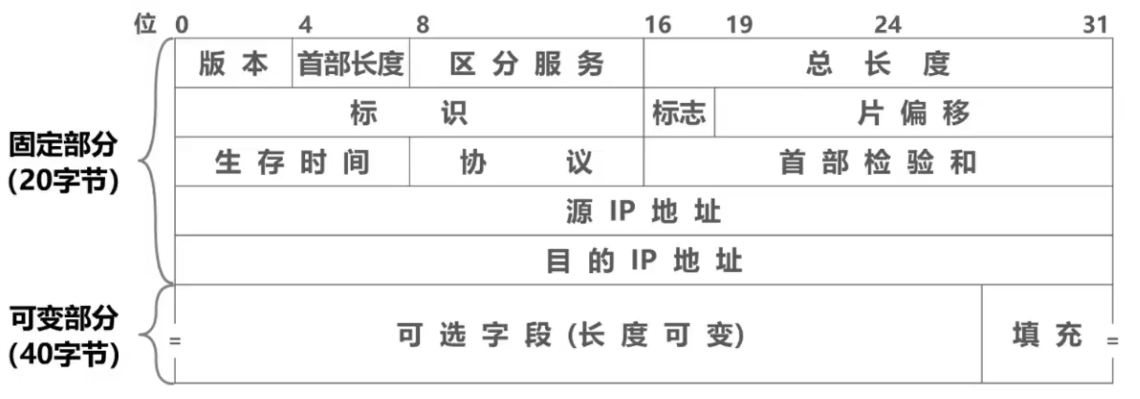 位 0 4 8 16 19 24 31
版本 首部长度 区分服务 总长度
标识 标志 片偏移
固定部分
(20字节)
生存时间 协议 首部检验和
源 IP 地址
目的 IP 地址
可变部分
(40字节)
可选字段 (长度可变) 填充
= =